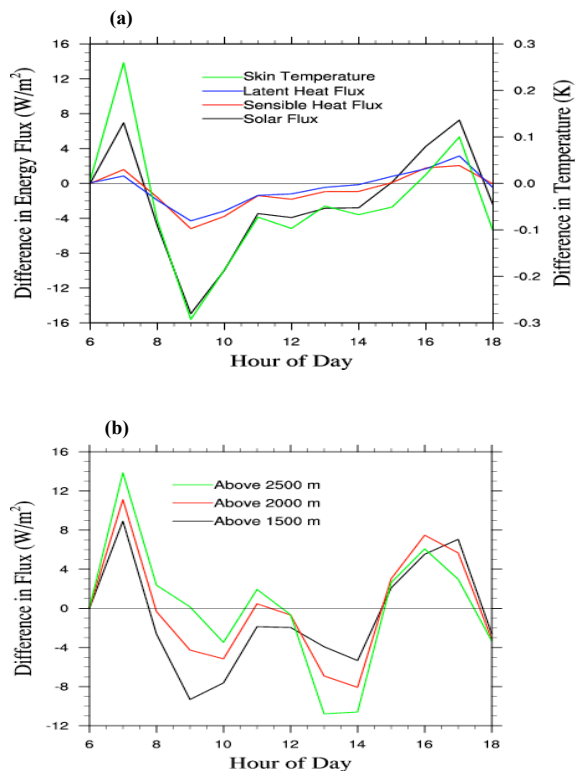 (a)
Difference in Energy Flux (W/m²)
16
12
8
4
0
-4
-8
-12
-16
Skin Temperature
Latent Heat Flux
Sensible Heat Flux
Solar Flux
0.3
0.2
0.1
0.0
-0.1
-0.2
-0.3
Difference in Temperature (K)
6 8 10 12 14 16 18
Hour of Day
(b)
Difference in Flux (W/m²)
16
12
8
4
0
-4
-8
-12
Above 2500 m
Above 2000 m
Above 1500 m
6 8 10 12 14 16 18
Hour of Day